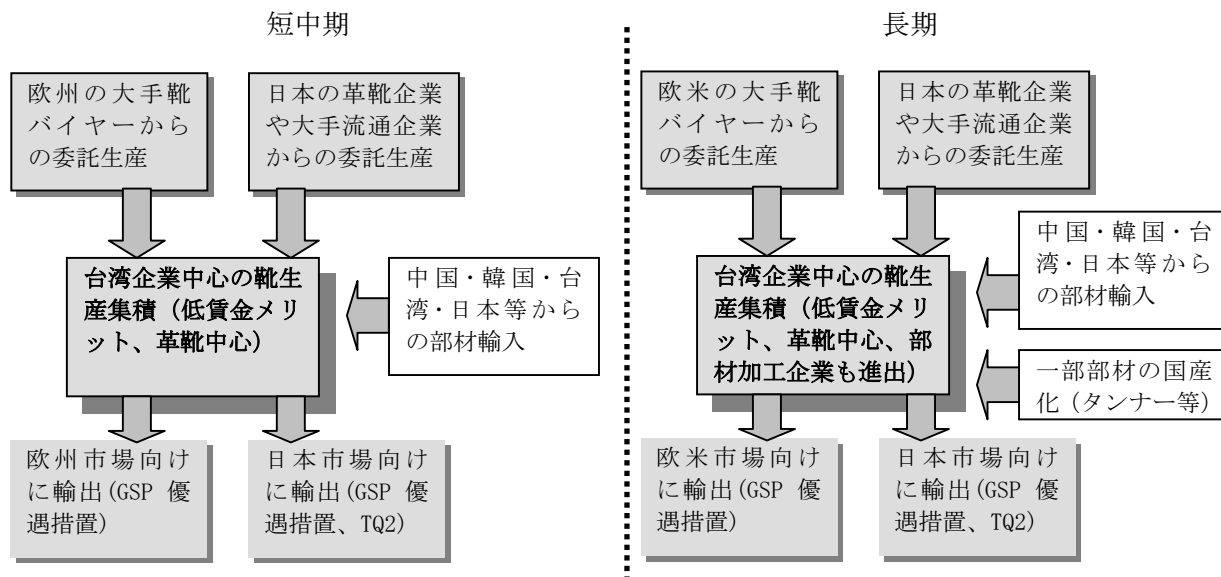 短中期
欧州の大手靴
バイヤーから
の委託生産
日本の革靴企業
や大手流通企業
からの委託生産
台湾企業中心の靴生
産集積（低賃金メリ
ット、革靴中心）
中国・韓国・台
湾・日本等から
の部材輸入
欧州市場向け
に輸出(GSP 優
遇措置)
日本市場向け
に輸出(GSP 優
遇措置、TQ2)
長期
欧米の大手靴
バイヤーから
の委託生産
日本の革靴企業
や大手流通企業
からの委託生産
台湾企業中心の靴生
産集積（低賃金メリ
ット、革靴中心、部
材加工企業も進出）
中国・韓国・台
湾・日本等から
の部材輸入
一部部材の国産
化（タンナー等）
欧米市場向け
に輸出(GSP 優
遇措置)
日本市場向け
に輸出(GSP 優
遇措置、TQ2)